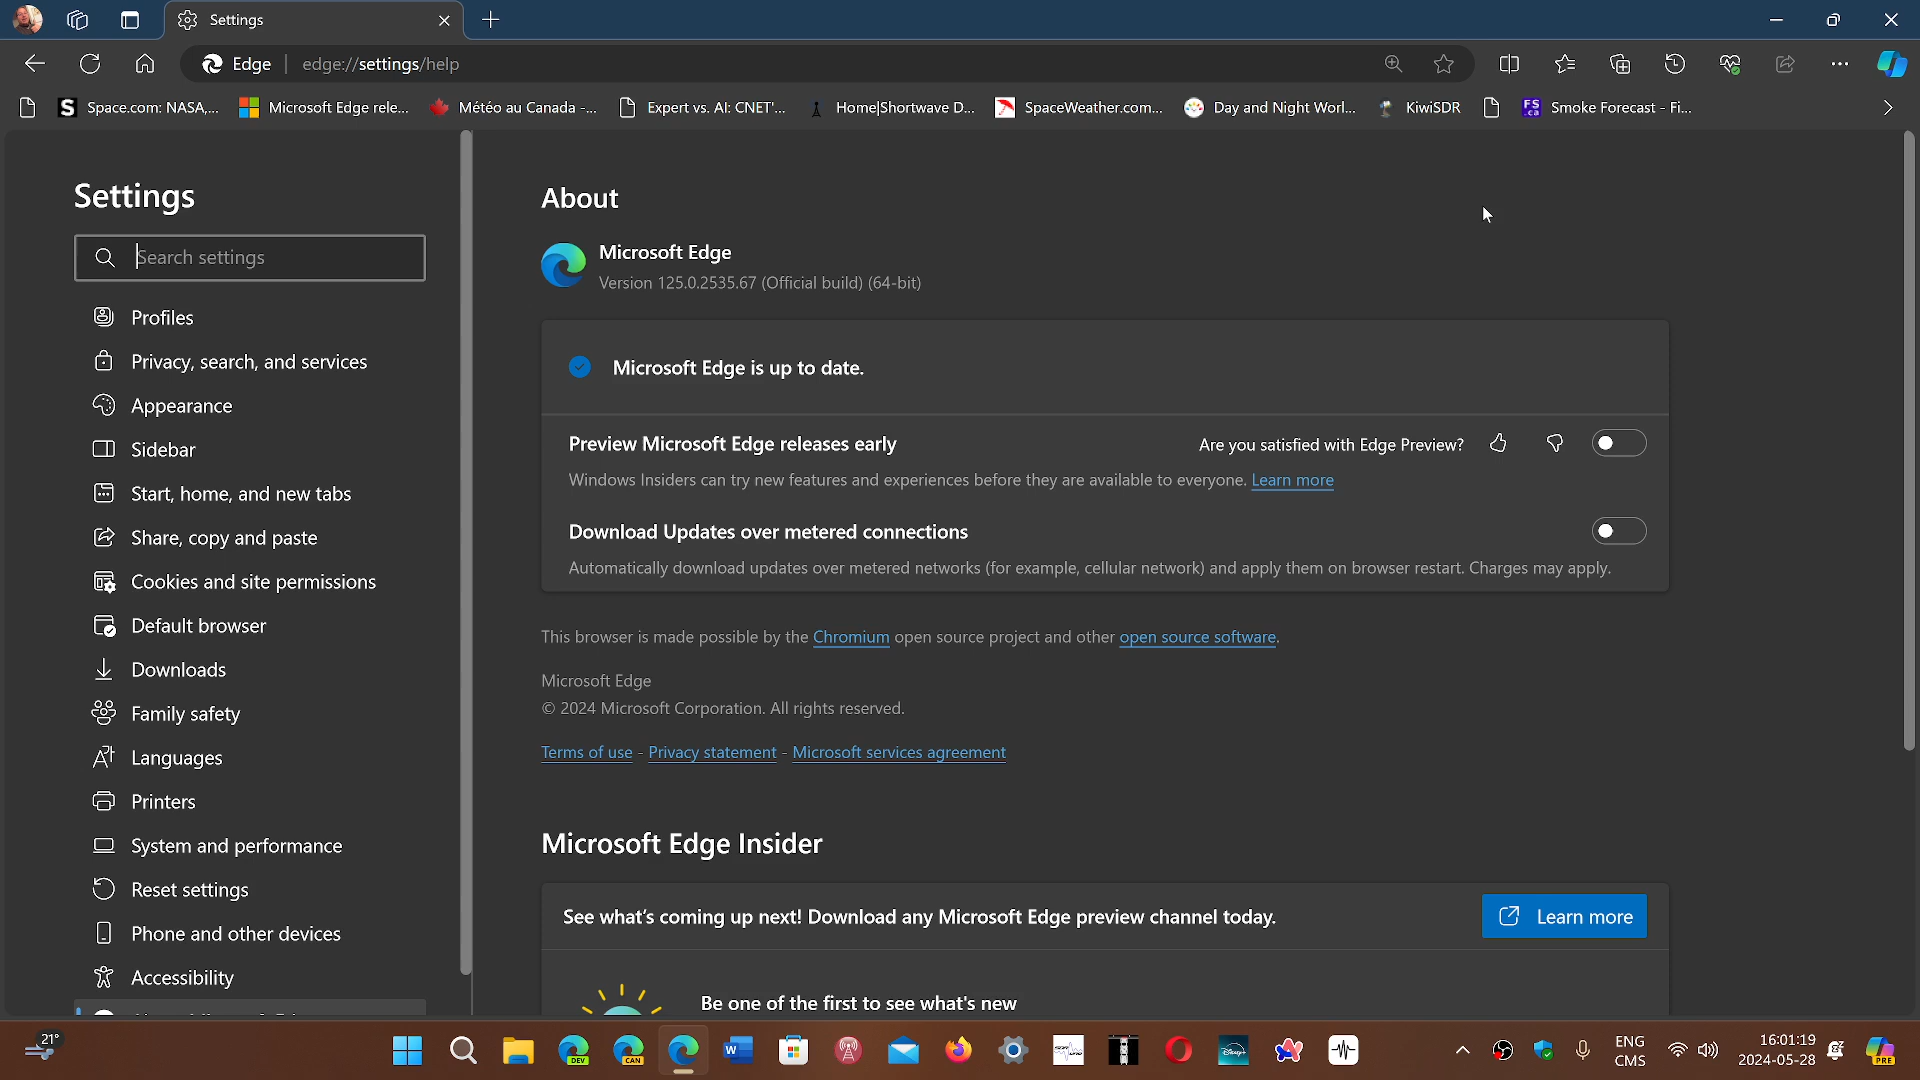 Settings
Edge
edge://settings/help
Space.com: NASA,...
Microsoft Edge rele...
Météo au Canada -...
Expert vs. AI: CNET'...
Home|Shortwave D...
SpaceWeather.com...
Day and Night Worl...
KiwiSDR
FS.ca
Smoke Forecast - Fi...
Settings
Search settings
Profiles
Privacy, search, and services
Appearance
Sidebar
Start, home, and new tabs
Share, copy and paste
Cookies and site permissions
Default browser
Downloads
Family safety
Languages
Printers
System and performance
Reset settings
Phone and other devices
Accessibility
About
Microsoft Edge
Version 125.0.2535.67 (Official build) (64-bit)
Microsoft Edge is up to date.
Preview Microsoft Edge releases early
Are you satisfied with Edge Preview?
Windows Insiders can try new features and experiences before they are available to everyone. Learn more
Download Updates over metered connections
Automatically download updates over metered networks (for example, cellular network) and apply them on browser restart. Charges may apply.
This browser is made possible by the Chromium open source project and other open source software.
Microsoft Edge
© 2024 Microsoft Corporation. All rights reserved.
Terms of use - Privacy statement - Microsoft services agreement
Microsoft Edge Insider
See what's coming up next! Download any Microsoft Edge preview channel today.
Learn more
Be one of the first to see what's new
21°
DEV
CAN
Disney+
ENG
CMS
16:01:19
2024-05-28
PRE